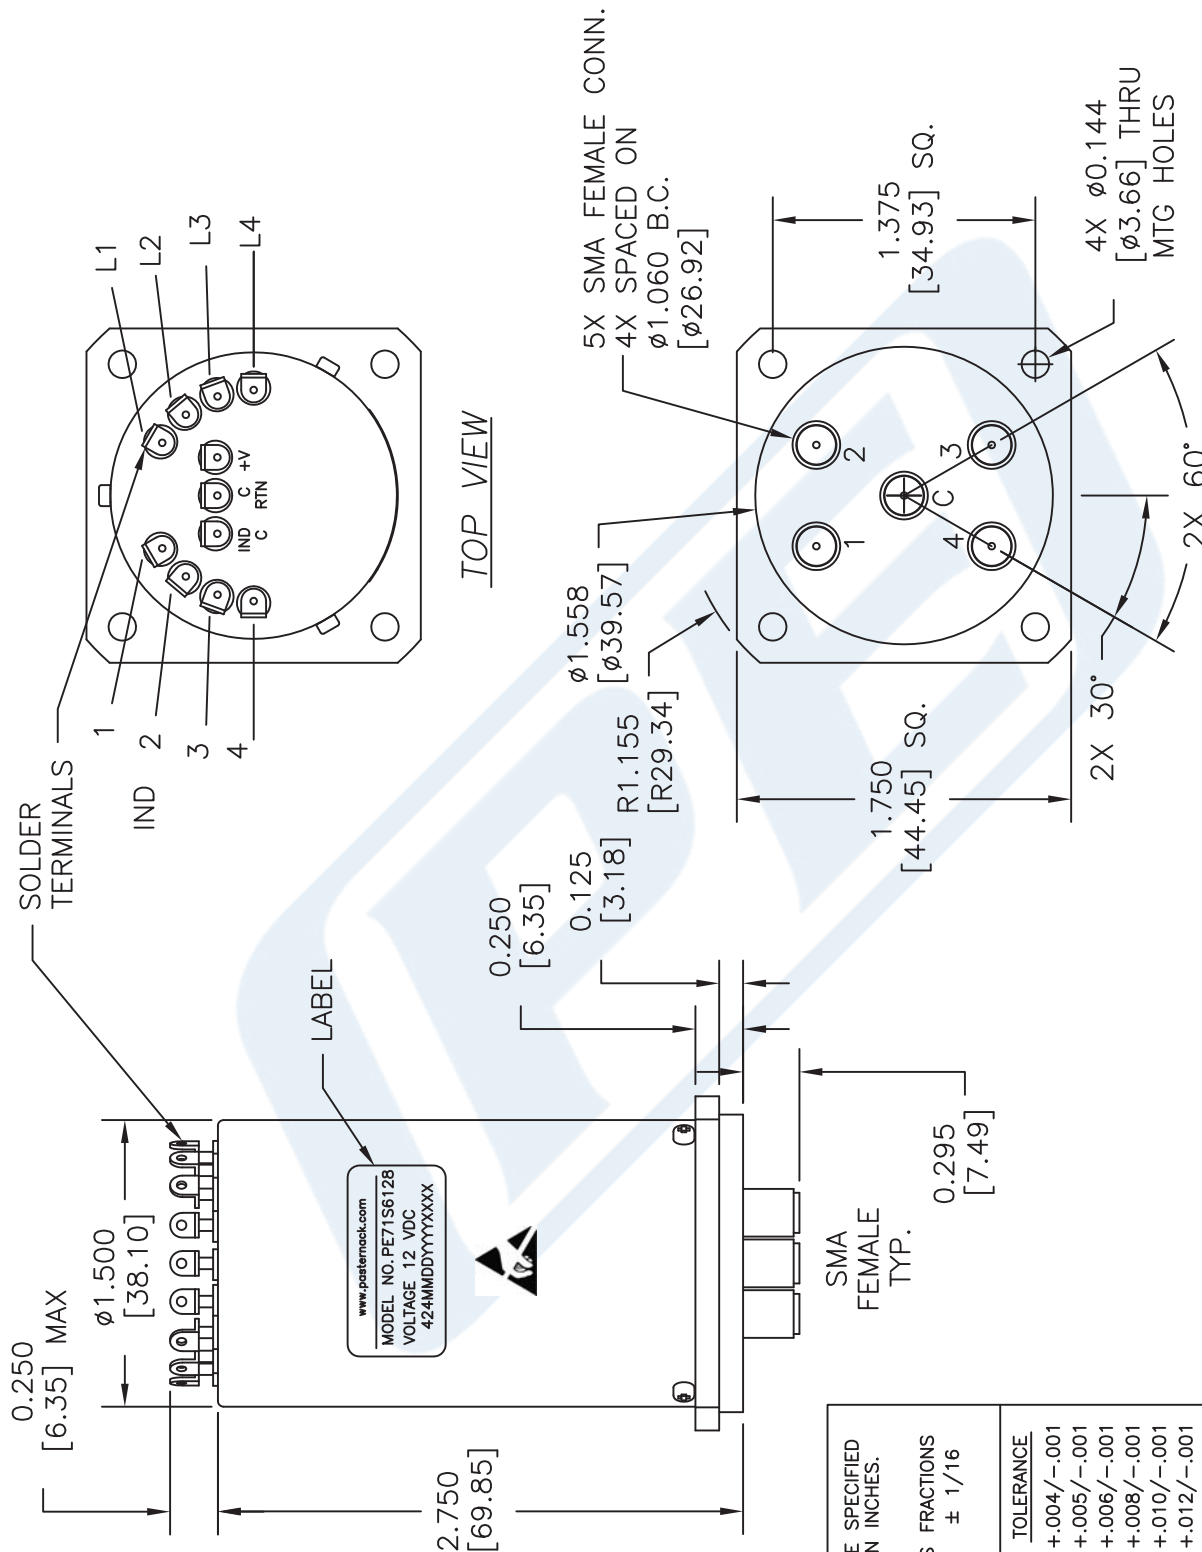 SOLDER
TERMINALS
L1
L2
L3
L4
1
IND
2
3
4
IND
C
C
RTN
+V
TOP VIEW
0.250
[6.35] MAX
ø1.500
[38.10]
LABEL
www.pasternack.com
MODEL NO.PE71S6128
VOLTAGE 12 VDC
424MMDDYYYYXXXX
2.750
[69.85]
0.250
[6.35]
0.125
[3.18]
0.295
[7.49]
SMA
FEMALE
TYP.
5X SMA FEMALE CONN.
4X SPACED ON
ø1.060 B.C.
[ø26.92]
ø1.558
[ø39.57]
R1.155
[R29.34]
1.375
[34.93] SQ.
1.750
[44.45] SQ.
1
2
3
4
C
4X ø0.144
[ø3.66] THRU
MTG HOLES
2X 30°
2X 60°
E SPECIFIED
N INCHES.
S FRACTIONS
± 1/16
TOLERANCE
+.004/-.001
+.005/-.001
+.006/-.001
+.008/-.001
+.010/-.001
+.012/-.001
PE